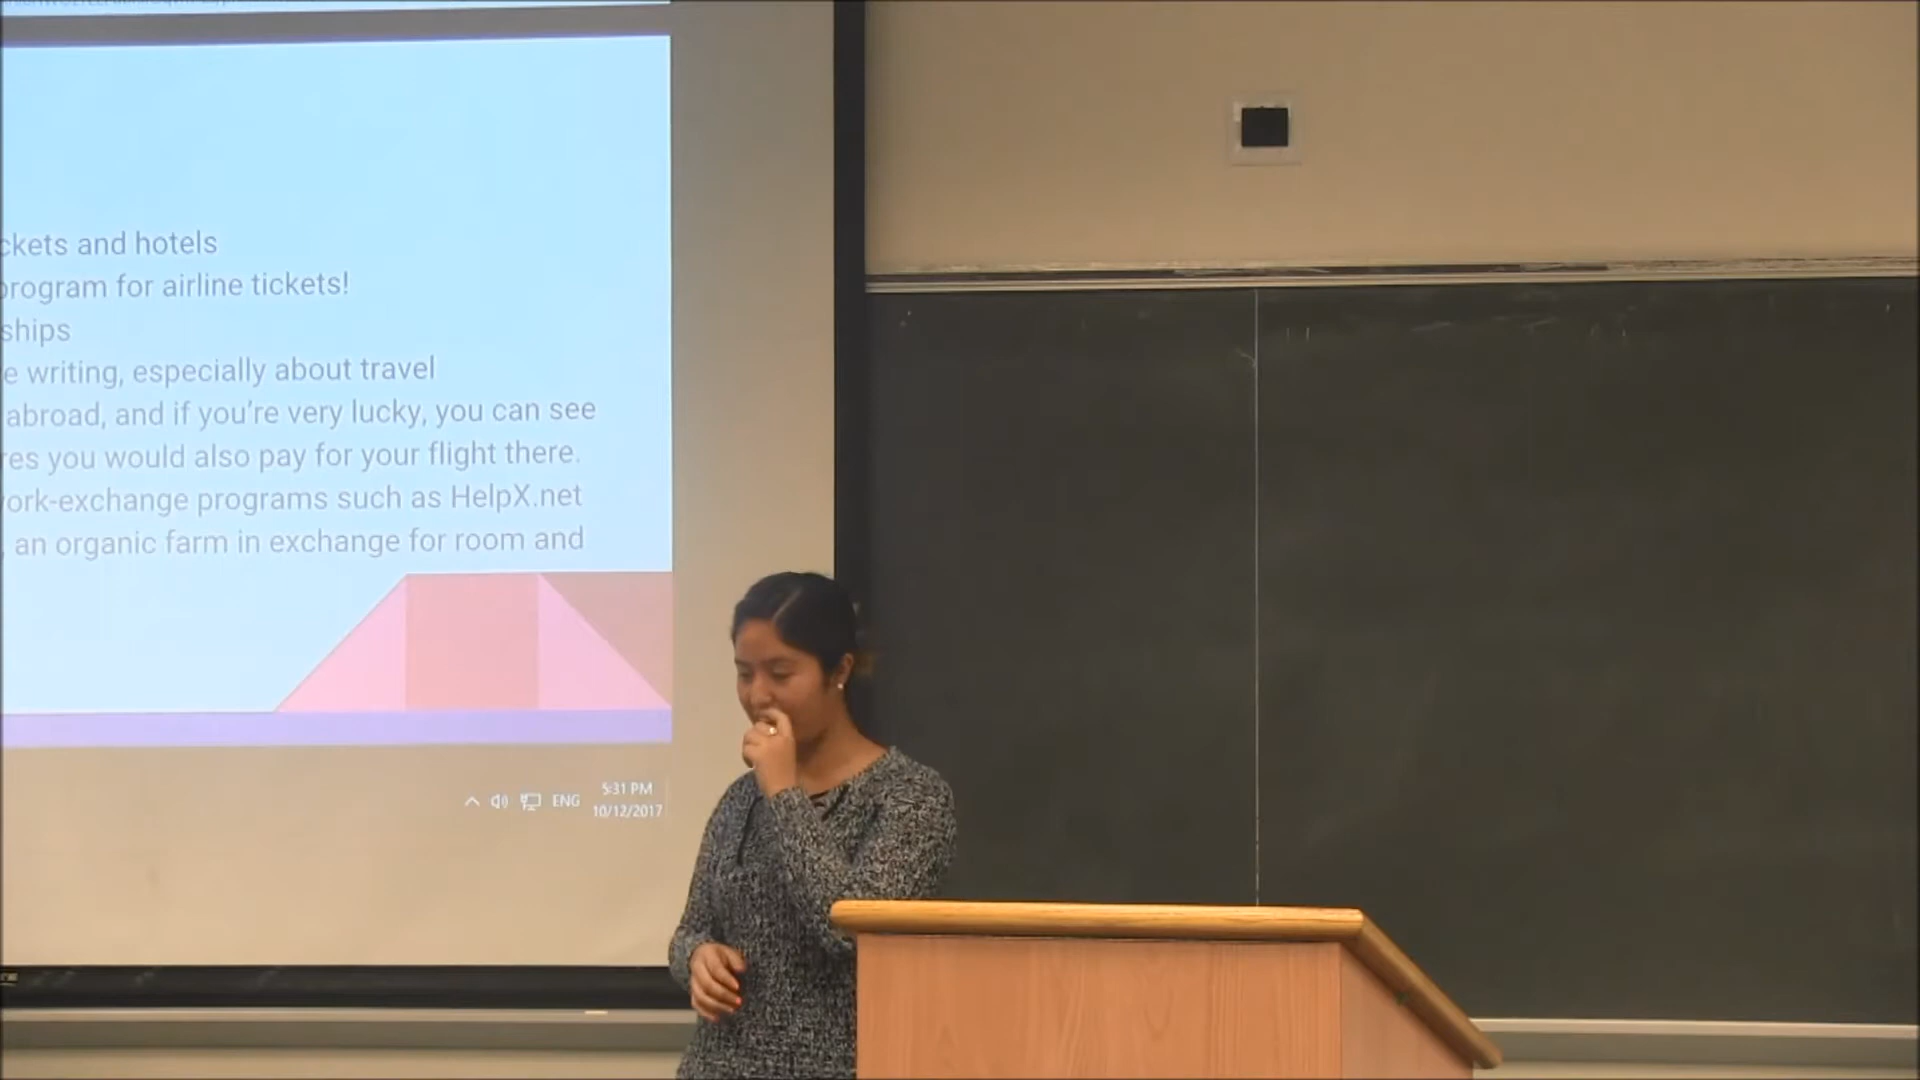 ckets and hotels
program for airline tickets!
ships
e writing, especially about travel
abroad, and if you're very lucky, you can see
res you would also pay for your flight there.
ork-exchange programs such as HelpX.net
, an organic farm in exchange for room and
ENG
5:31 PM
10/12/2017